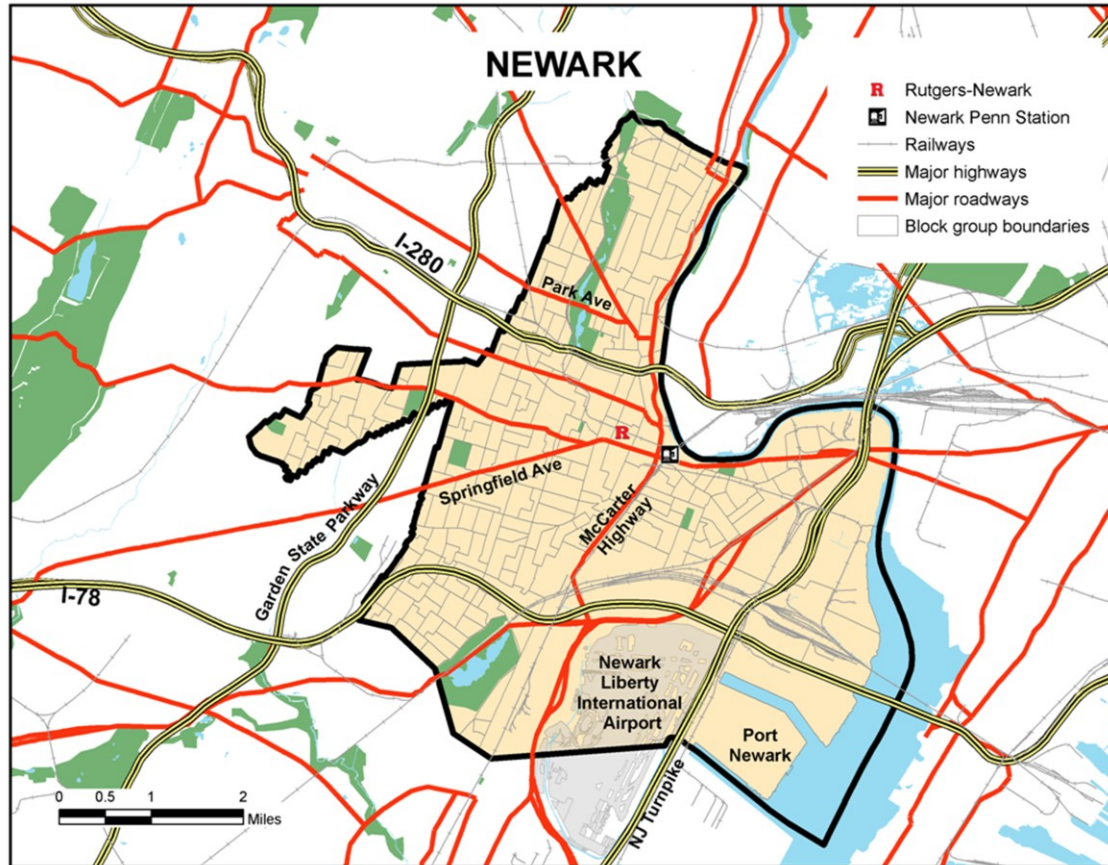 NEWARK
R Rutgers-Newark
Newark Penn Station
Railways
Major highways
Major roadways
Block group boundaries
I-280
Park Ave
R
Springfield Ave
McCarter
Highway
Garden State Parkway
I-78
Newark
Liberty
International
Airport
Port
Newark
NJ Turnpike
0 0.5 1 2
Miles